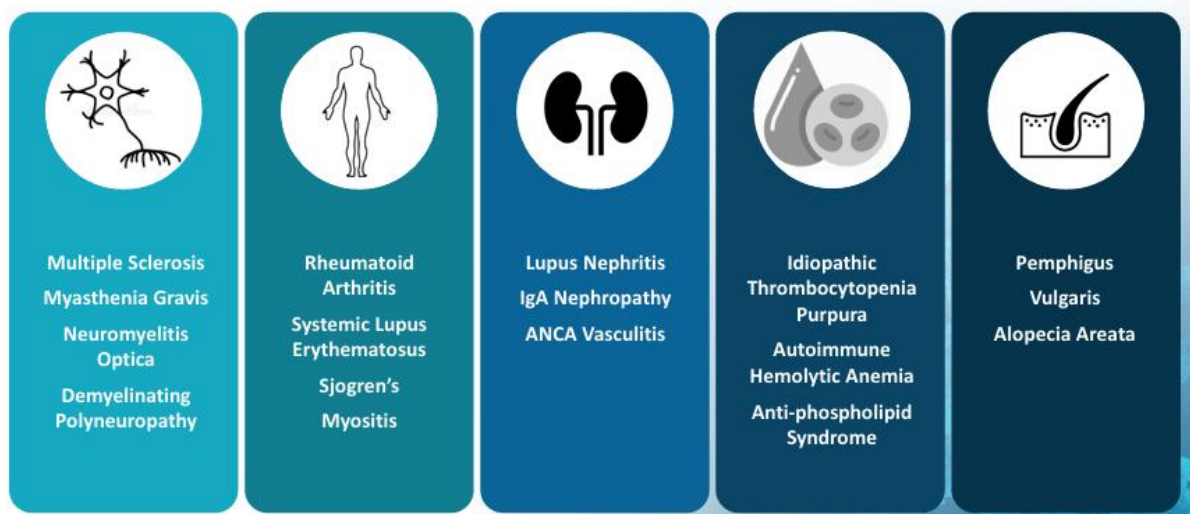 Multiple Sclerosis
Myasthenia Gravis
Neuromyelitis
Optica
Demyelinating
Polyneuropathy
Rheumatoid
Arthritis
Systemic Lupus
Erythematosus
Sjogren's
Myositis
Lupus Nephritis
IgA Nephropathy
ANCA Vasculitis
Idiopathic
Thrombocytopenia
Purpura
Autoimmune
Hemolytic Anemia
Anti-phospholipid
Syndrome
Pemphigus
Vulgaris
Alopecia Areata